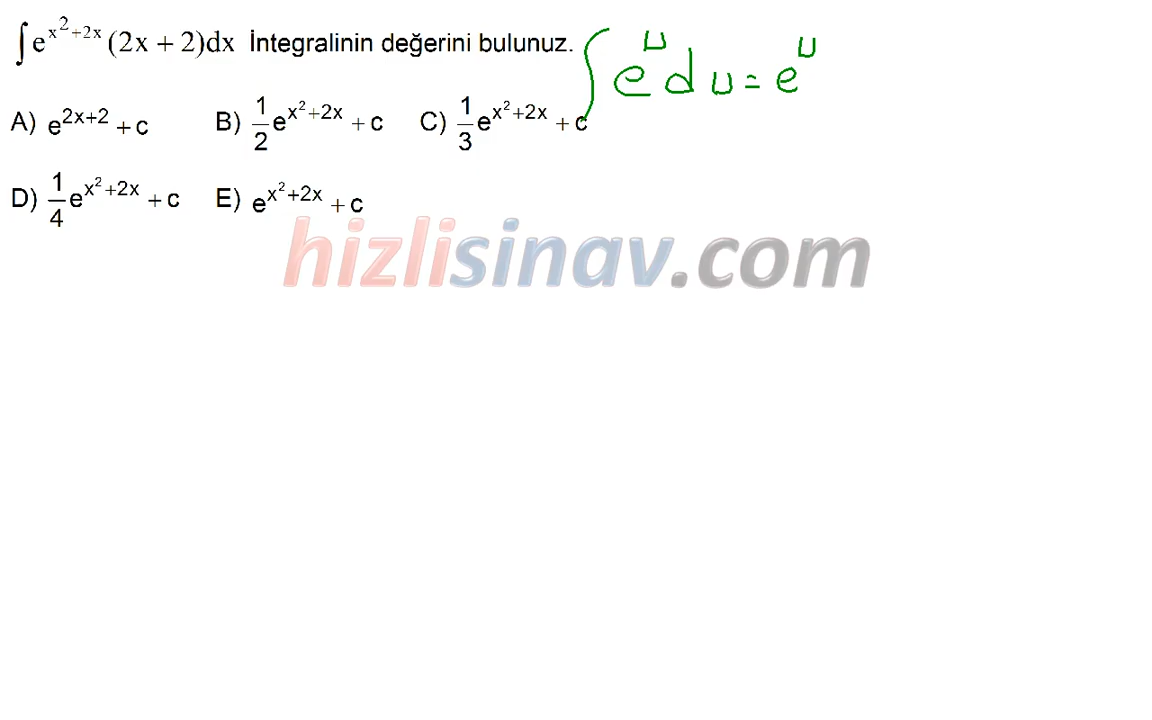 ∫e^(x²+2x) (2x + 2)dx İntegralinin değerini bulunuz. ∫e^u du = e^u
A) e^(2x+2) + c B) 1/2 e^(x²+2x) + c C) 1/3 e^(x²+2x) + c
D) 1/4 e^(x²+2x) + c E) e^(x²+2x) + c
hizlisinav.com